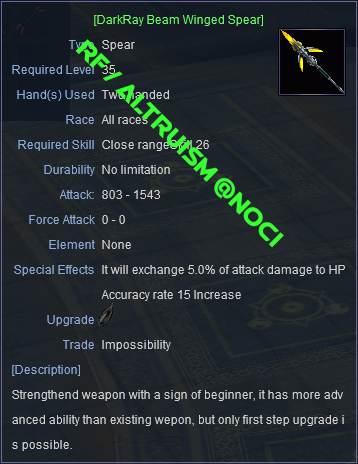 [DarkRay Beam Winged Spear]
Type Spear
Required Level 35
Hand(s) Used Two handed
Race All races
Required Skill Close range 26
Durability No limitation
Attack: 803 - 1543
Force Attack 0 - 0
Element None
Special Effects It will exchange 5.0% of attack damage to HP
Accuracy rate 15 Increase
Upgrade
Trade Impossibility
[Description]
Strengthend weapon with a sign of beginner, it has more adv
anced ability than existing wepon, but only first step upgrade i
s possible.
RF/ ALTRUISM @NOCI